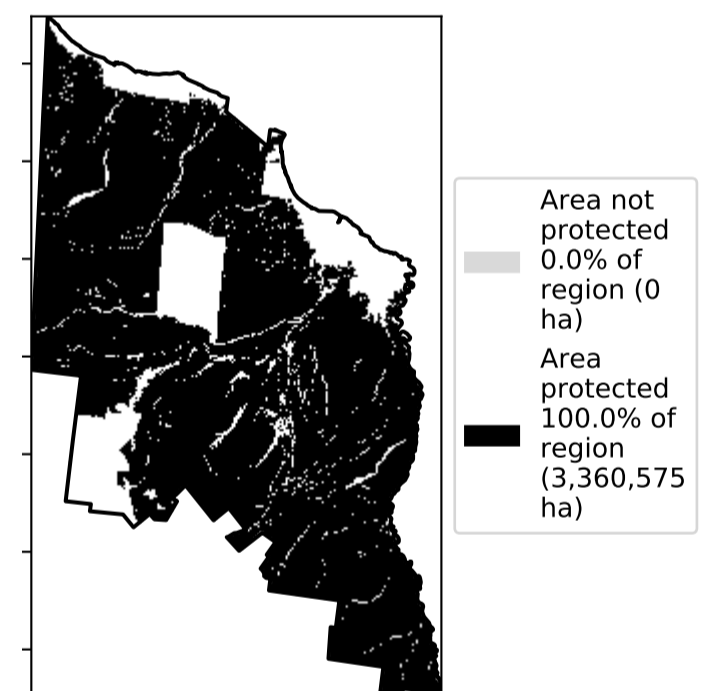 Area not
protected
0.0% of
region (0
ha)
Area
protected
100.0% of
region
(3,360,575
ha)